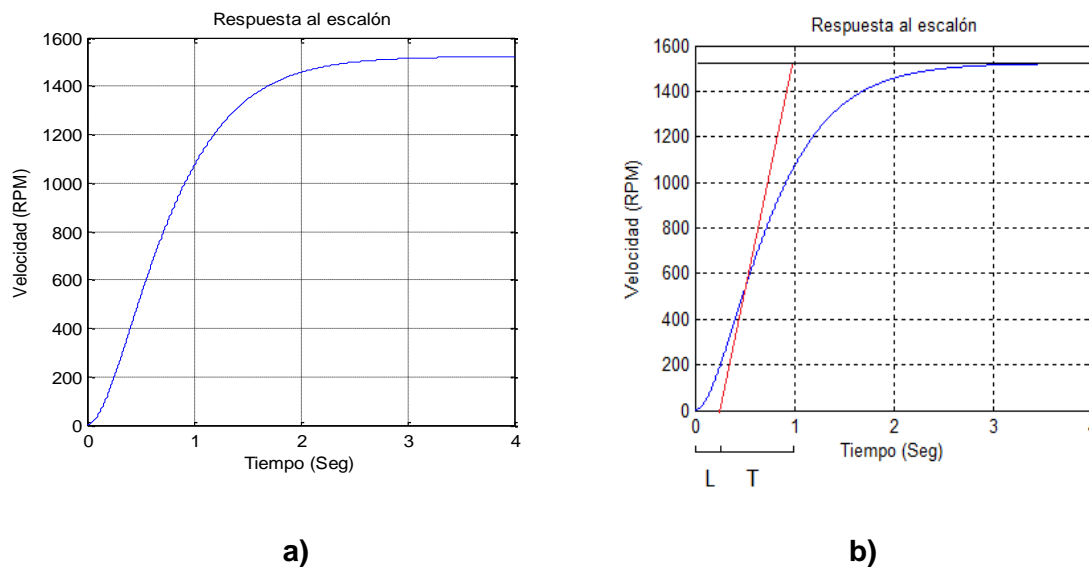 Respuesta al escalón
1600
1400
1200
1000
800
600
400
200
0
Velocidad (RPM)
0 1 2 3 4
Tiempo (Seg)
a)
Respuesta al escalón
1600
1400
1200
1000
800
600
400
200
0
Velocidad (RPM)
0 1 2 3
Tiempo (Seg)
L T
b)